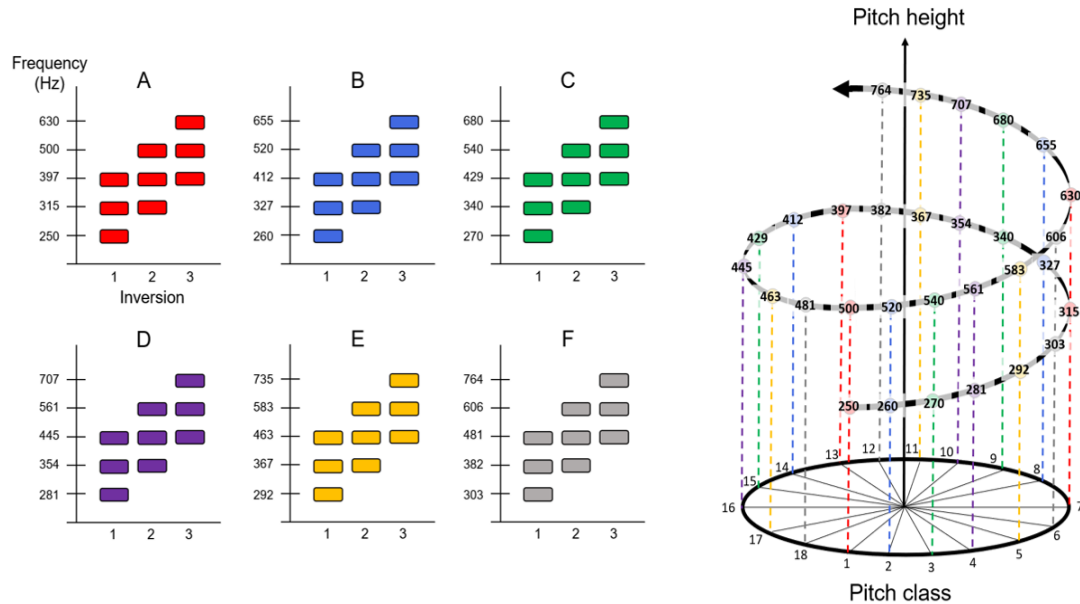 Frequency
(Hz)
A
630
500
397
315
250
1 2 3
Inversion
B
655
520
412
327
260
1 2 3
C
680
540
429
340
270
1 2 3
D
707
561
445
354
281
1 2 3
E
735
583
463
367
292
1 2 3
F
764
606
481
382
303
1 2 3
Pitch height
764 735 707 680 655 630 606
412 397 382 367 354 340 327
429 445 463 481 500 520 540 561 583
315 303 292 281 270 260 250
15 14 13 12 11 10 9 8
16 7
17 18 1 2 3 4 5 6
Pitch class